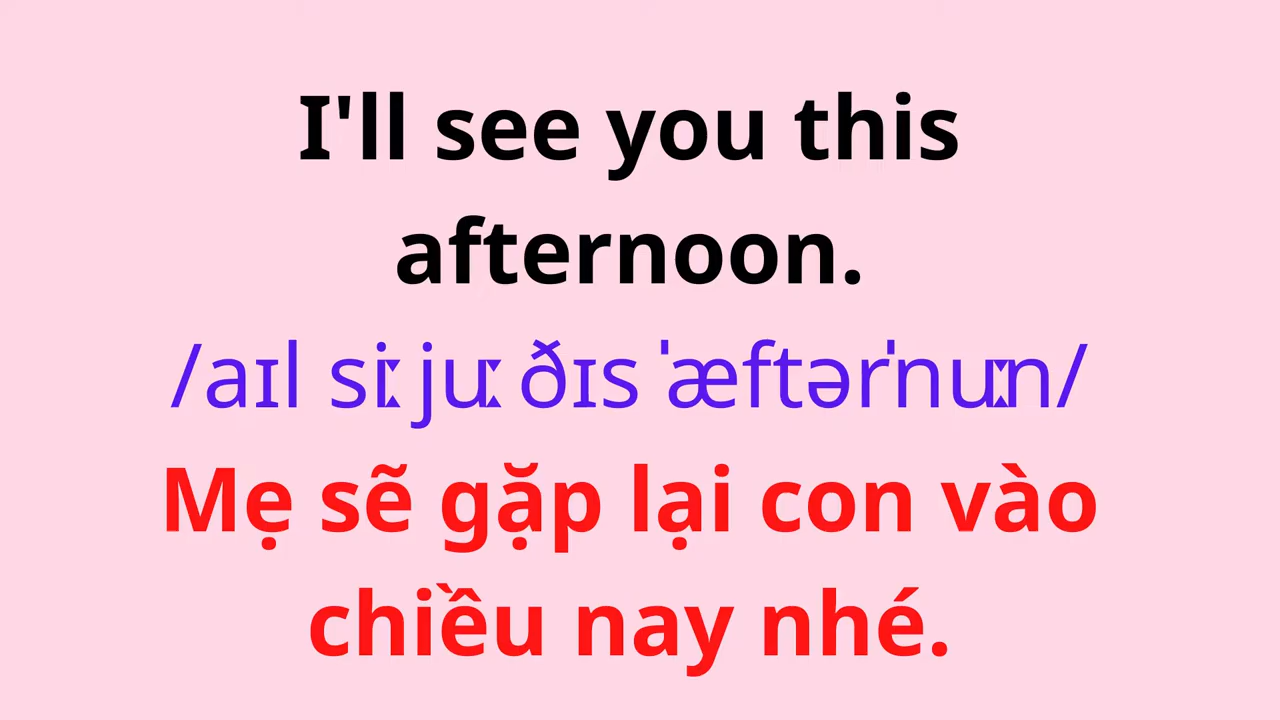 I'll see you this
afternoon.
/aɪl siː juː ðɪs ˈæftərˈnuːn/
Mẹ sẽ gặp lại con vào
chiều nay nhé.